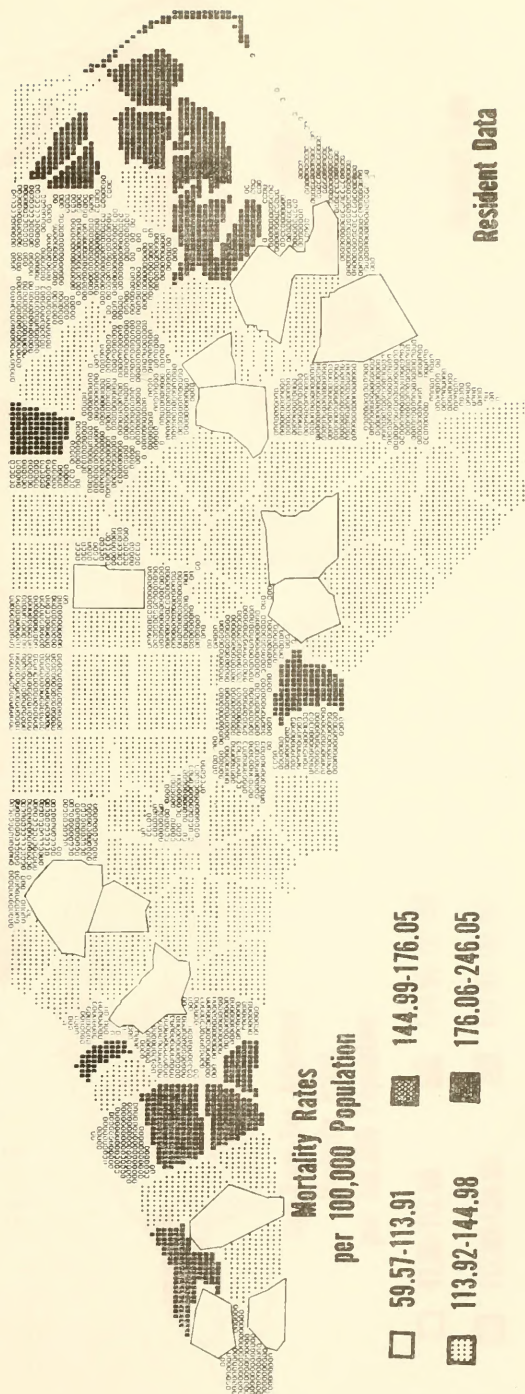 Mortality Rates
per 100,000 Population
59.57-113.91
144.99-176.05
113.92-144.98
176.06-246.05
Resident Data